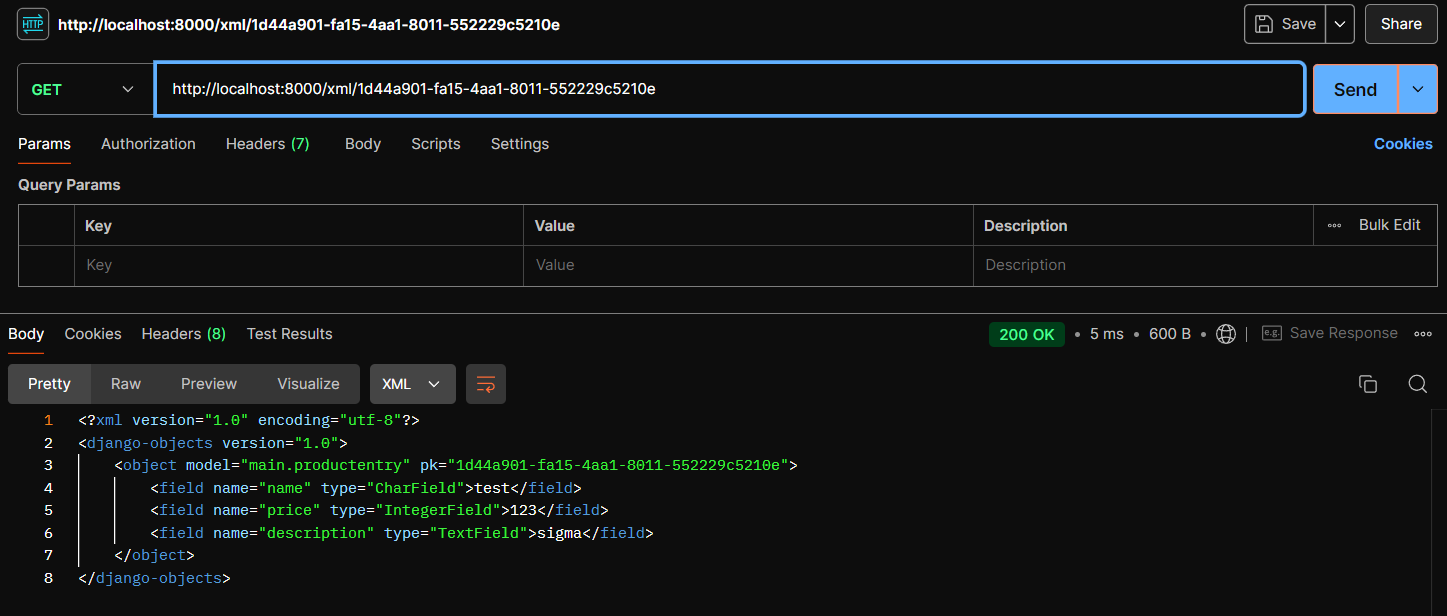 HTTP http://localhost:8000/xml/1d44a901-fa15-4aa1-8011-552229c5210e Save Share
GET http://localhost:8000/xml/1d44a901-fa15-4aa1-8011-552229c5210e Send
Params Authorization Headers (7) Body Scripts Settings Cookies
Query Params
Key Value Description Bulk Edit
Key Value Description
Body Cookies Headers (8) Test Results 200 OK • 5 ms • 600 B • e.g. Save Response
Pretty Raw Preview Visualize XML
1 <?xml version="1.0" encoding="utf-8"?>
2 <django-objects version="1.0">
3 <object model="main.productentry" pk="1d44a901-fa15-4aa1-8011-552229c5210e">
4 <field name="name" type="CharField">test</field>
5 <field name="price" type="IntegerField">123</field>
6 <field name="description" type="TextField">sigma</field>
7 </object>
8 </django-objects>